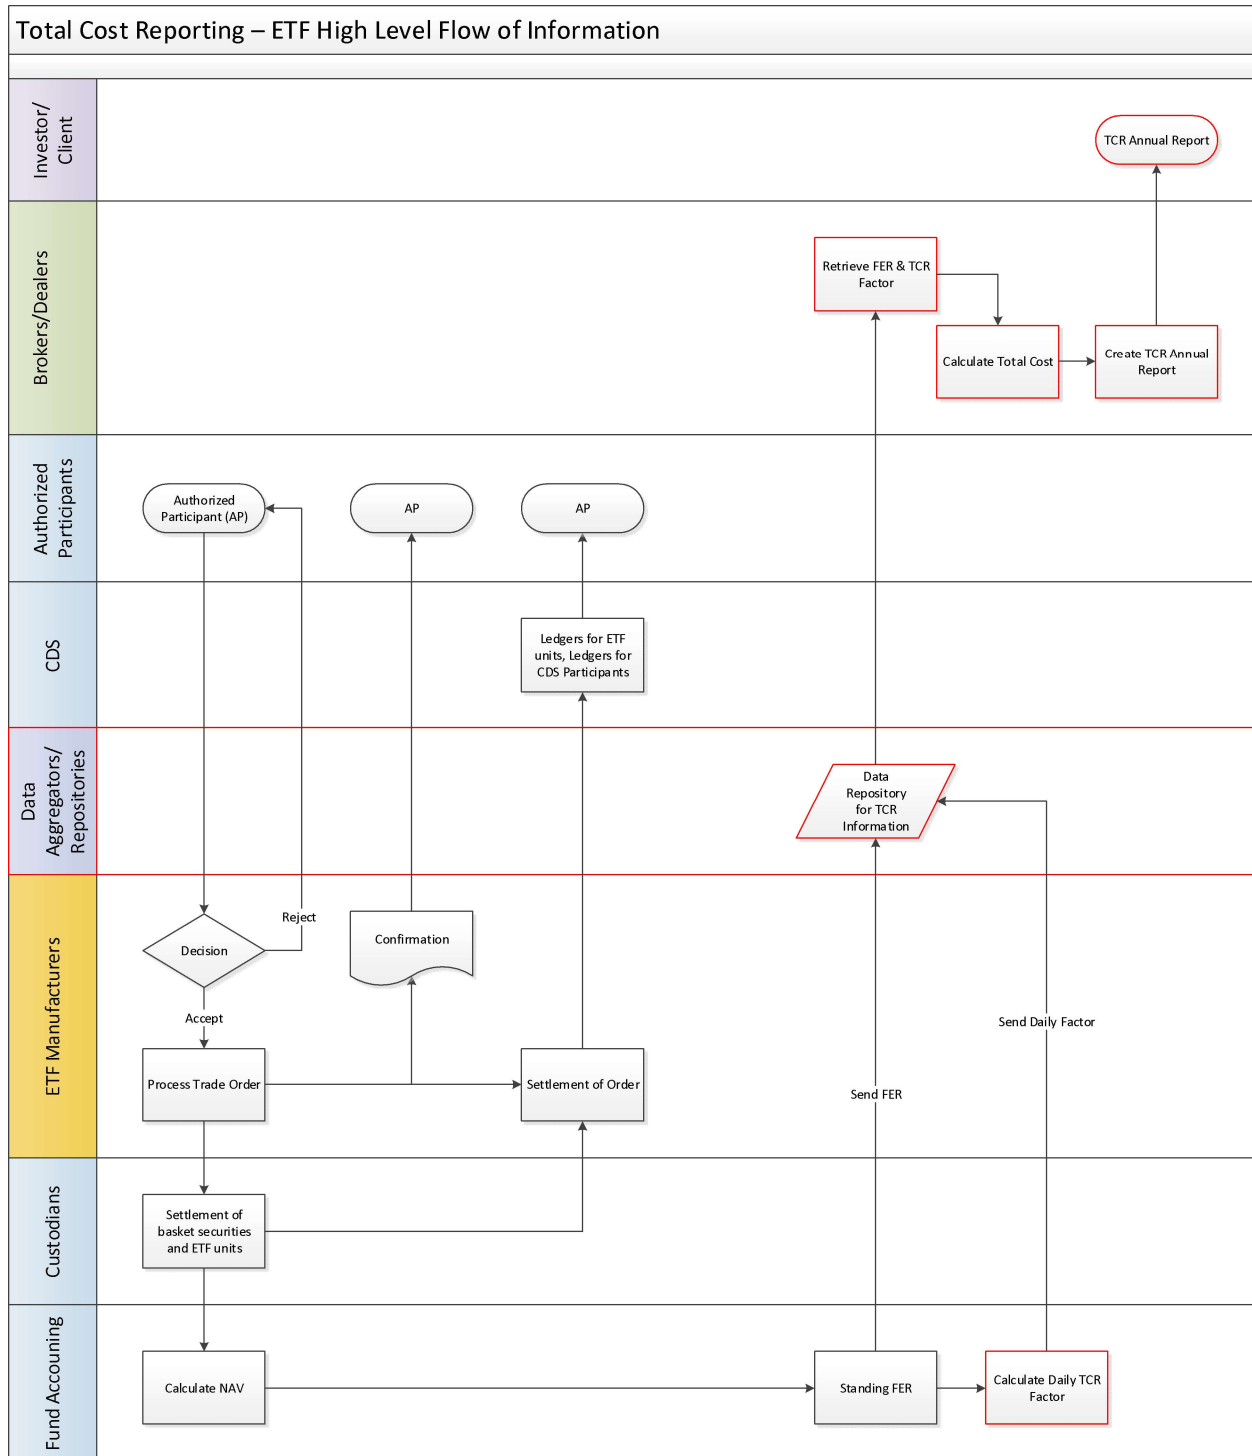 Total Cost Reporting – ETF High Level Flow of Information
Investor/
Client
TCR Annual Report
Brokers/Dealers
Retrieve FER & TCR
Factor
Calculate Total Cost
Create TCR Annual
Report
Authorized
Participants
Authorized
Participant (AP)
AP
AP
CDS
Ledgers for ETF
units, Ledgers for
CDS Participants
Data
Aggregators/
Repositories
Data
Repository
for TCR
Information
ETF Manufacturers
Decision
Reject
Confirmation
Accept
Send Daily Factor
Process Trade Order
Settlement of Order
Send FER
Custodians
Settlement of
basket securities
and ETF units
Fund Accouning
Calculate NAV
Standing FER
Calculate Daily TCR
Factor